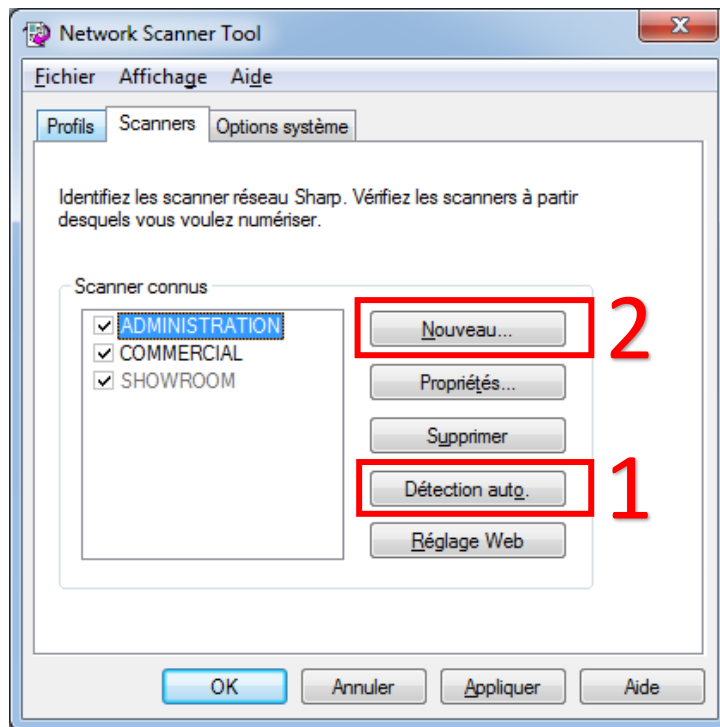 Network Scanner Tool
Fichier Affichage Aide
Profils Scanners Options système
Identifiez les scanner réseau Sharp. Vérifiez les scanners à partir
desquels vous voulez numériser.
Scanner connus
ADMINISTRATION
COMMERCIAL
SHOWROOM
Nouveau...
2
Propriétés...
Supprimer
Détection auto.
1
Réglage Web
OK Annuler Appliquer Aide